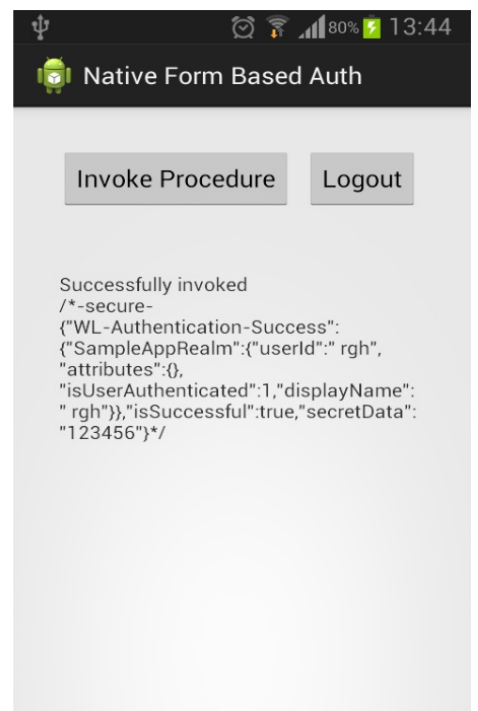 80% 13:44
Native Form Based Auth
Invoke Procedure Logout
Successfully invoked
/*-secure-
{"WL-Authentication-Success":
{"SampleAppRealm":{"userId":" rgh",
"attributes":{},
"isUserAuthenticated":1,"displayName":
" rgh"}},"isSuccessful":true,"secretData":
"123456"}*/